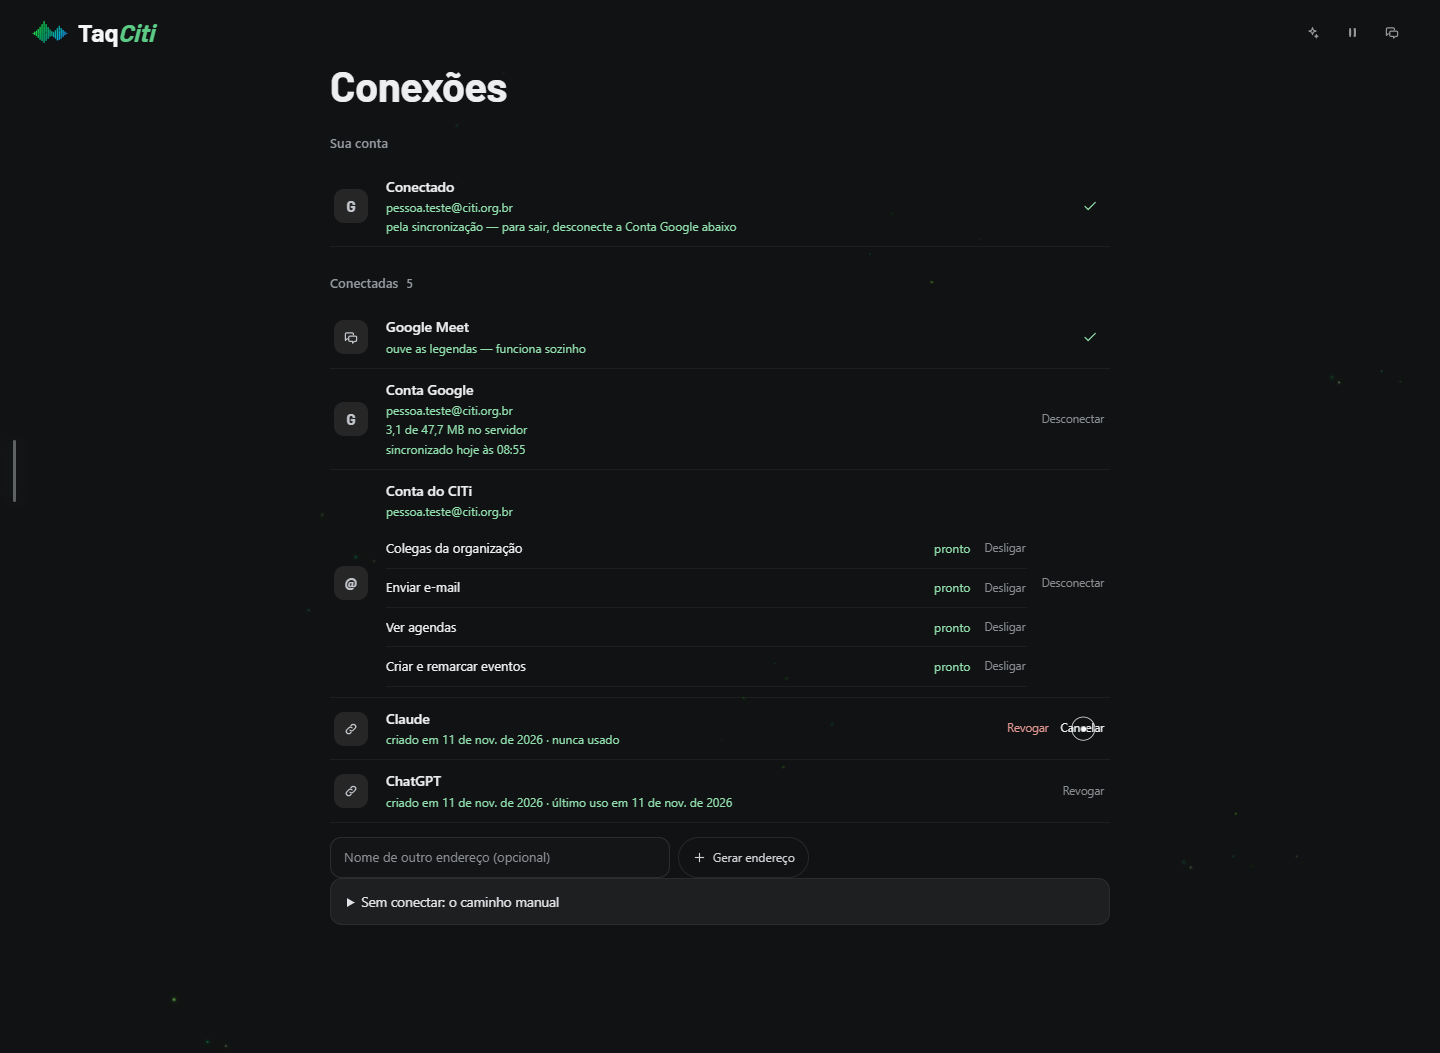 TaqCiti
Conexões
Sua conta
G
Conectado
pessoa.teste@citi.org.br
pela sincronização — para sair, desconecte a Conta Google abaixo
Conectadas 5
Google Meet
ouve as legendas — funciona sozinho
G
Conta Google
pessoa.teste@citi.org.br
3,1 de 47,7 MB no servidor
sincronizado hoje às 08:55
Desconectar
@
Conta do CITi
pessoa.teste@citi.org.br
Colegas da organização pronto Desligar
Enviar e-mail pronto Desligar
Desconectar
Ver agendas pronto Desligar
Criar e remarcar eventos pronto Desligar
Claude
criado em 11 de nov. de 2026 · nunca usado
Revogar Cancelar
ChatGPT
criado em 11 de nov. de 2026 · último uso em 11 de nov. de 2026
Revogar
Nome de outro endereço (opcional)
+ Gerar endereço
▶ Sem conectar: o caminho manual